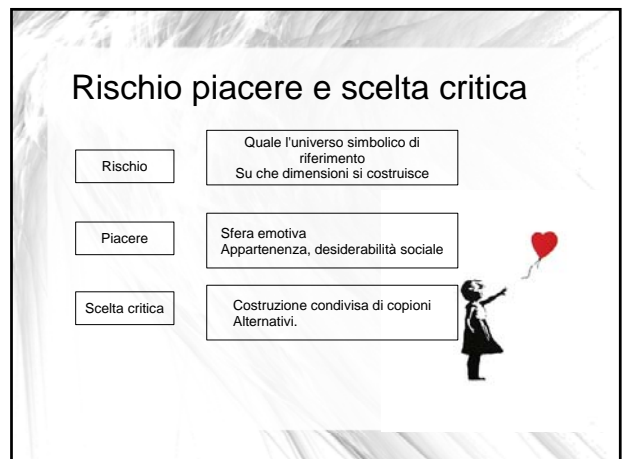 Rischio piacere e scelta critica
Rischio
Quale l'universo simbolico di
riferimento
Su che dimensioni si costruisce
Piacere
Sfera emotiva
Appartenenza, desiderabilità sociale
Scelta critica
Costruzione condivisa di copioni
Alternativi.